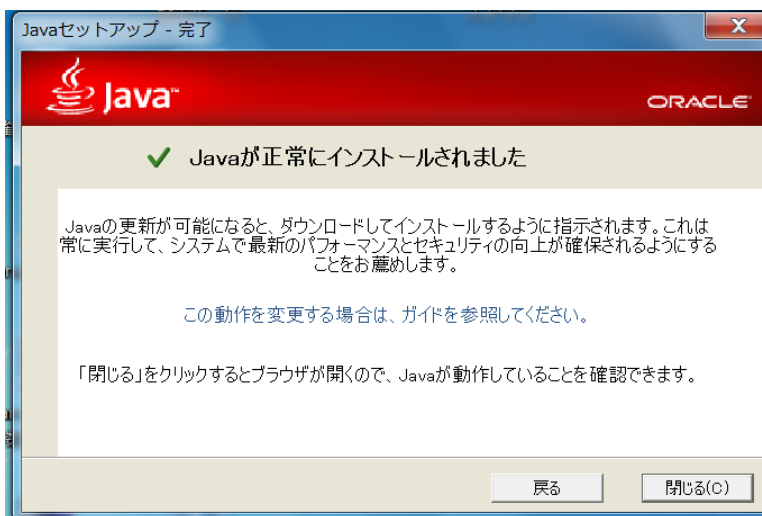 Javaセットアップ - 完了
Java™
ORACLE
Javaが正常にインストールされました
Javaの更新が可能になると、ダウンロードしてインストールするように指示されます。これは
常に実行して、システムで最新のパフォーマンスとセキュリティの向上が確保されるようにする
ことをお薦めします。
この動作を変更する場合は、ガイドを参照してください。
「閉じる」をクリックするとブラウザが開くので、Javaが動作していることを確認できます。
戻る
閉じる(C)